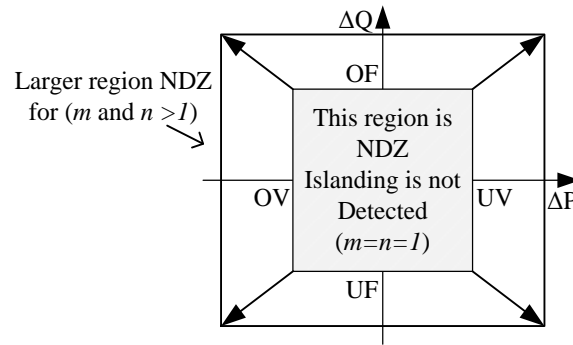 ΔQ
Larger region NDZ
for (m and n >1)
OF
This region is
NDZ
Islanding is not
Detected
(m=n=1)
OV
UV
ΔP
UF